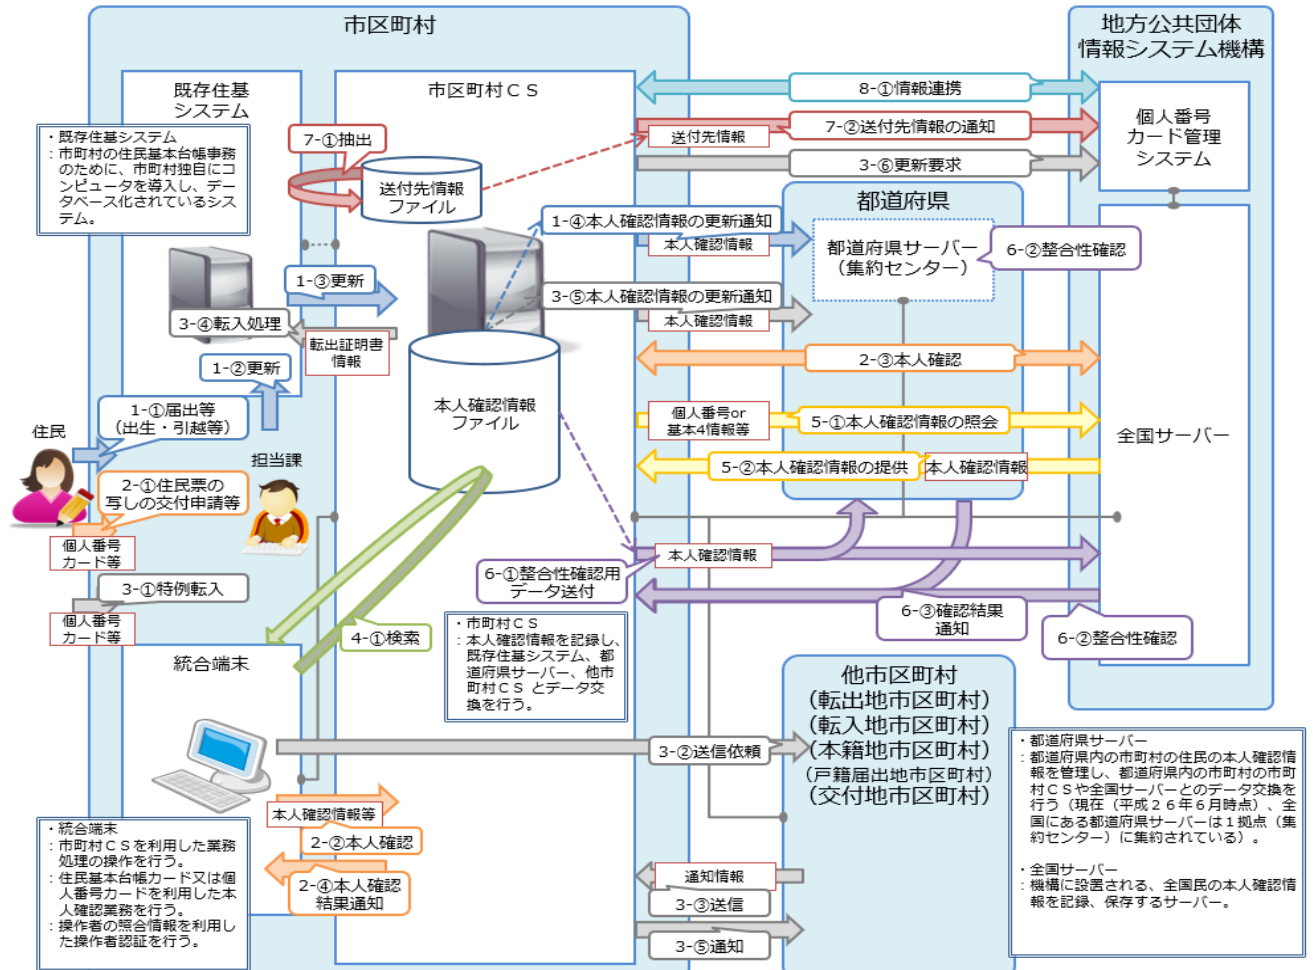 市区町村
地方公共団体
情報システム機構
既存住基
システム
市区町村ＣＳ
個人番号
カード管理
システム
・既存住基システム
：市町村の住民基本台帳事務
のために、市町村独自にコ
ンピュータを導入し、デー
タベース化されているシス
テム。
7-①抽出
送付先情報
ファイル
8-①情報連携
送付先情報
7-②送付先情報の通知
3-⑥更新要求
都道府県
1-④本人確認情報の更新通知
本人確認情報
都道府県サーバー
（集約センター）
6-②整合性確認
1-③更新
3-⑤本人確認情報の更新通知
本人確認情報
3-④転入処理
転出証明書
情報
2-③本人確認
1-②更新
本人確認情報
ファイル
1-①届出等
（出生・引越等）
住民
個人番号or
基本4情報等
5-①本人確認情報の照会
全国サーバー
担当課
5-②本人確認情報の提供
本人確認情報
2-①住民票の
写しの交付申請等
個人番号
カード等
本人確認情報
6-①整合性確認用
データ送付
3-①特例転入
個人番号
カード等
6-③確認結果
通知
6-②整合性確認
4-①検索
・市町村ＣＳ
：本人確認情報を記録し、
既存住基システム、都
道府県サーバー、他市
町村ＣＳ とデータ交
換を行う。
統合端末
他市区町村
（転出地市区町村）
（転入地市区町村）
（本籍地市区町村）
（戸籍届出地市区町村）
（交付地市区町村）
3-②送信依頼
・都道府県サーバー
：都道府県内の市町村の住民の本人確認情
報を管理し、都道府県内の市町村の市町
村ＣＳや全国サーバーとのデータ交換を
行う（現在（平成２６年６月時点）、全
国にある都道府県サーバーは１拠点（集
約センター）に集約されている）。
・全国サーバー
：機構に設置される、全国民の本人確認情
報を記録、保存するサーバー。
本人確認情報等
2-②本人確認
2-④本人確認
結果通知
・統合端末
：市町村ＣＳを利用した業務
処理の操作を行う。
：住民基本台帳カード又は個
人番号カードを利用した本
人確認業務を行う。
：操作者の照合情報を利用し
た操作者認証を行う。
通知情報
3-③送信
3-⑤通知